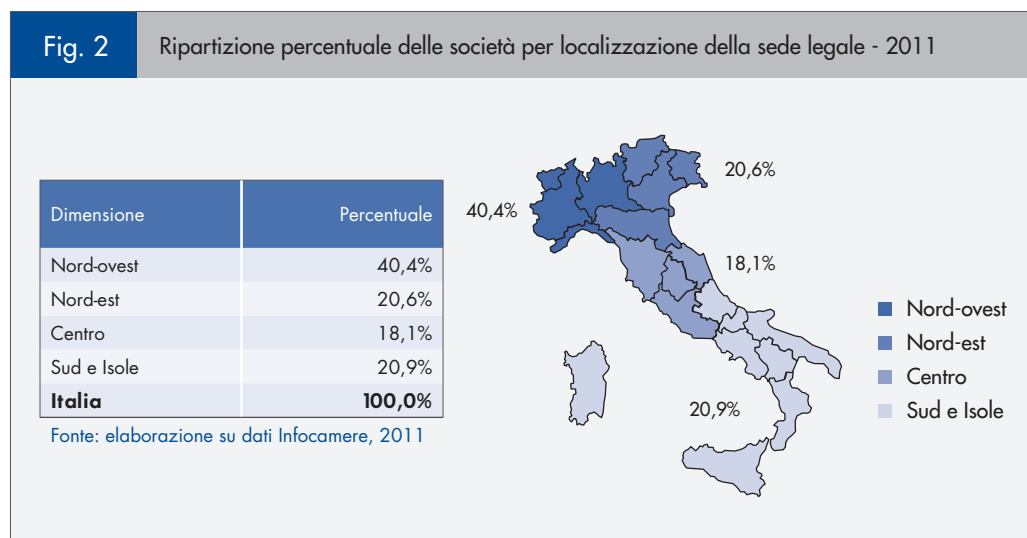 Fig. 2
Ripartizione percentuale delle società per localizzazione della sede legale - 2011
Dimensione Percentuale
Nord-ovest 40,4%
Nord-est 20,6%
Centro 18,1%
Sud e Isole 20,9%
Italia 100,0%
Fonte: elaborazione su dati Infocamere, 2011
20,6%
40,4%
18,1%
20,9%
Nord-ovest
Nord-est
Centro
Sud e Isole